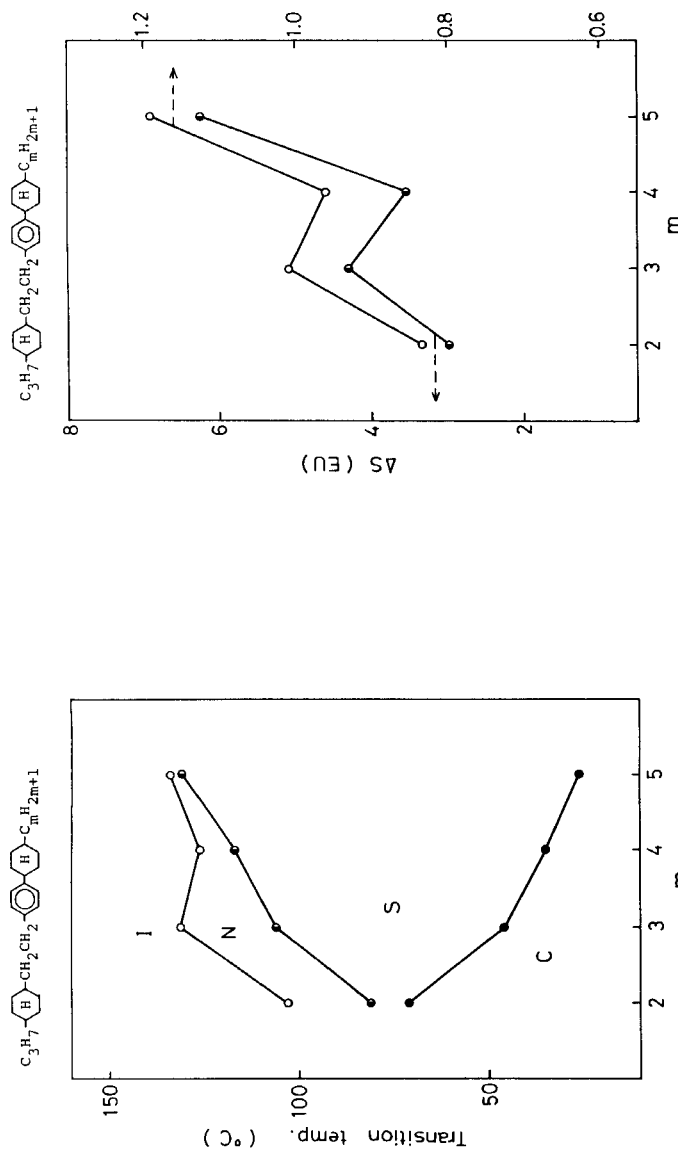 C₃H₇-H-CH₂CH₂-H-CₘH₂ₘ₊₁
150
100
50
Transition temp. (°C)
I
N
S
C
2
3
4
5
m
C₃H₇-H-CH₂CH₂-H-CₘH₂ₘ₊₁
8
6
4
2
ΔS (EU)
1.2
1.0
0.8
0.6
2
3
4
5
m